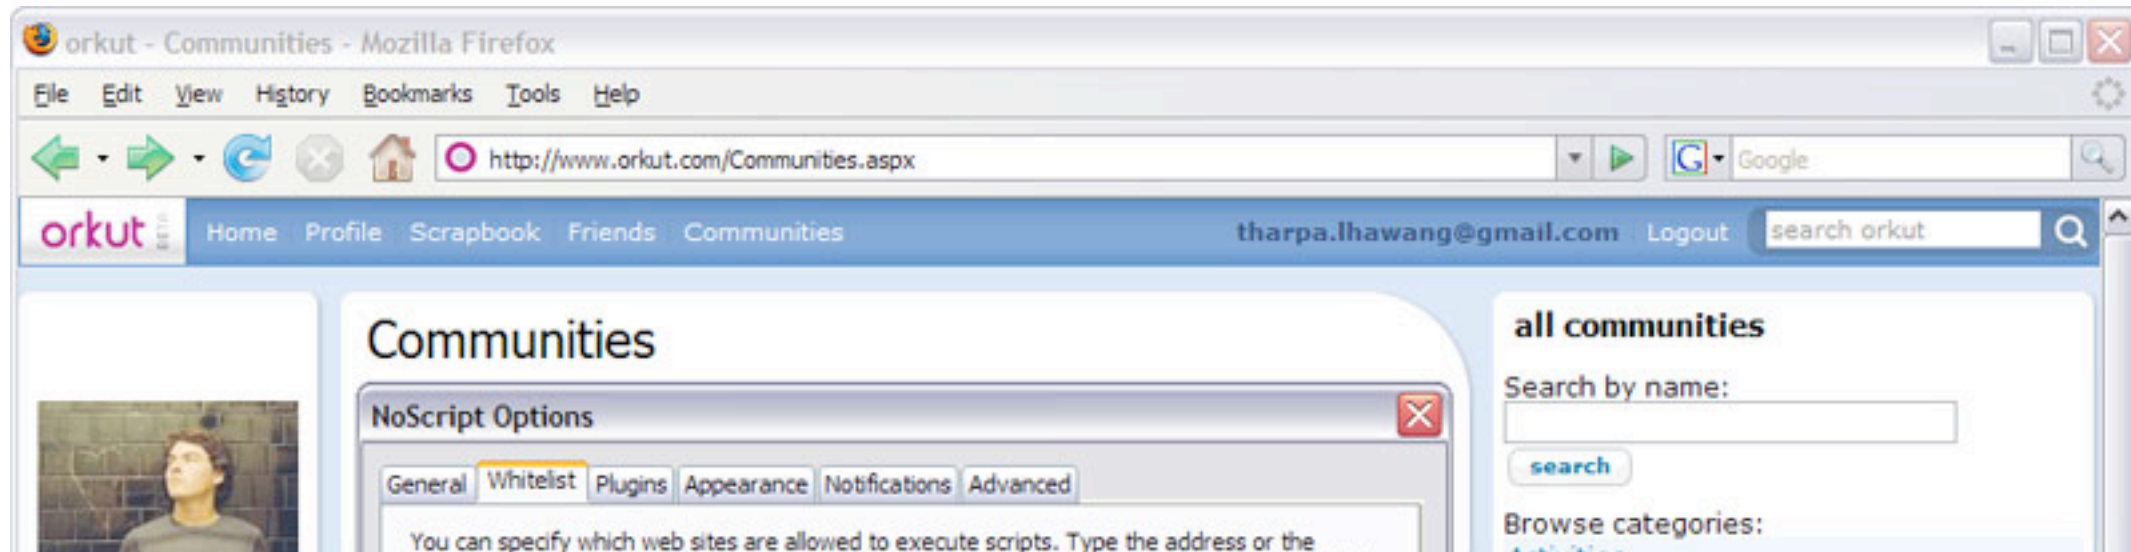 orkut - Communities - Mozilla Firefox
File Edit View History Bookmarks Tools Help
http://www.orkut.com/Communities.aspx
G Google
orkut BETA Home Profile Scrapbook Friends Communities tharpa.lhawang@gmail.com Logout search orkut
Communities
all communities
Search by name:
search
Browse categories:
Activities
NoScript Options
General Whitelist Plugins Appearance Notifications Advanced
You can specify which web sites are allowed to execute scripts. Type the address or the